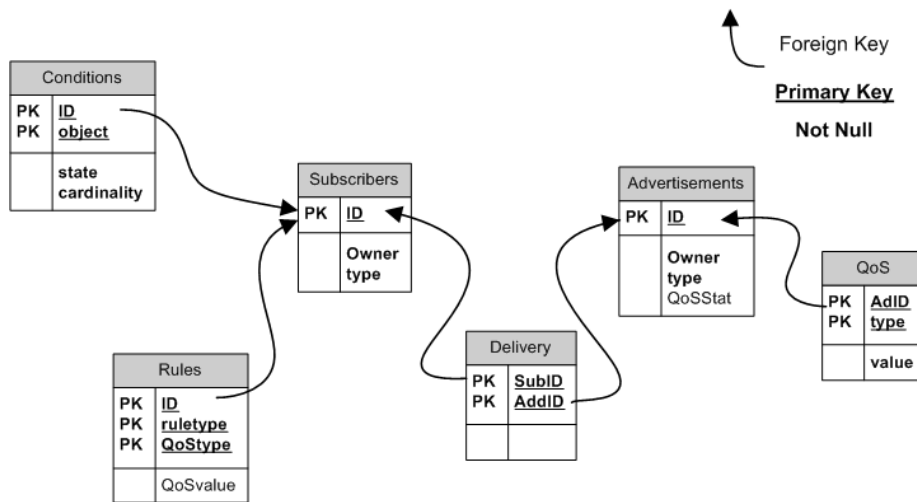 Foreign Key
Primary Key
Not Null
Conditions
PK ID
PK object
state
cardinality
Subscribers
PK ID
Owner
type
Advertisements
PK ID
Owner
type
QoSStat
QoS
PK AdID
PK type
value
Delivery
PK SubID
PK AddID
Rules
PK ID
PK ruletype
PK QoStype
QoSvalue